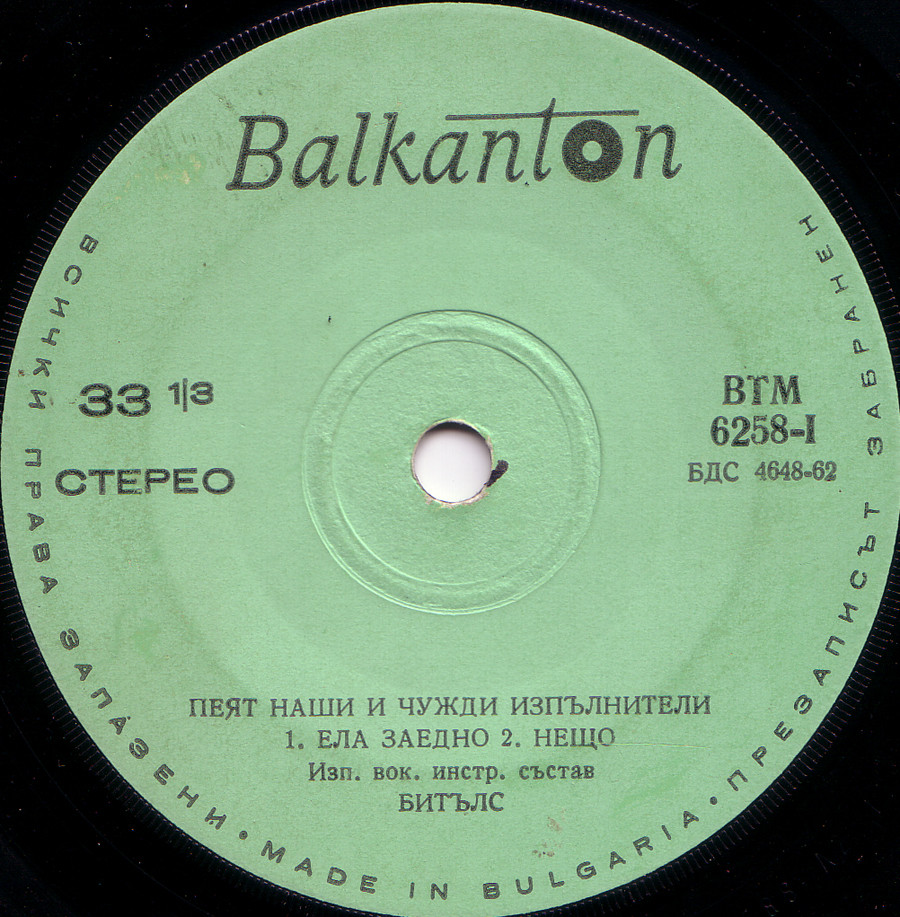 Balkanton
33 1/3
СТЕРЕО
ВТМ
6258-I
БДС 4648-62
ПЕЯТ НАШИ И ЧУЖДИ ИЗПЪЛНИТЕЛИ
1. ЕЛА ЗАЕДНО 2. НЕЩО
Изп. вок. инстр. състав
БИТЪЛС
ВСИЧКИ ПРАВА ЗАПАЗЕНИ • MADE IN BULGARIA • ПРЕЗАПИСЪТ ЗАБРАНЕН